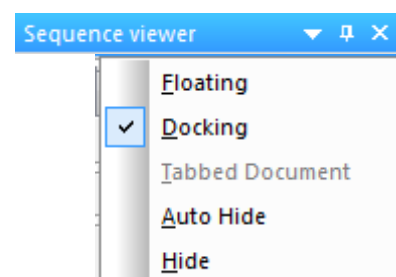 Sequence viewer
Floating
Docking
Tabbed Document
Auto Hide
Hide